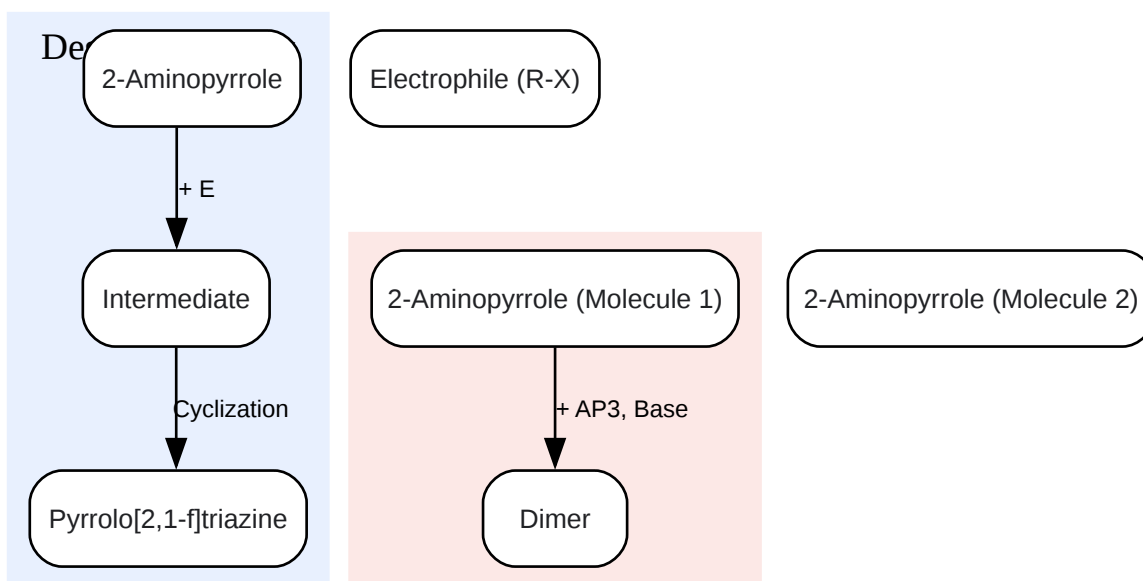 2-Aminopyrrole
Electrophile (R-X)
+ E
Intermediate
2-Aminopyrrole (Molecule 1)
2-Aminopyrrole (Molecule 2)
Cyclization
+ AP3, Base
Pyrrolo[2,1-f]triazine
Dimer